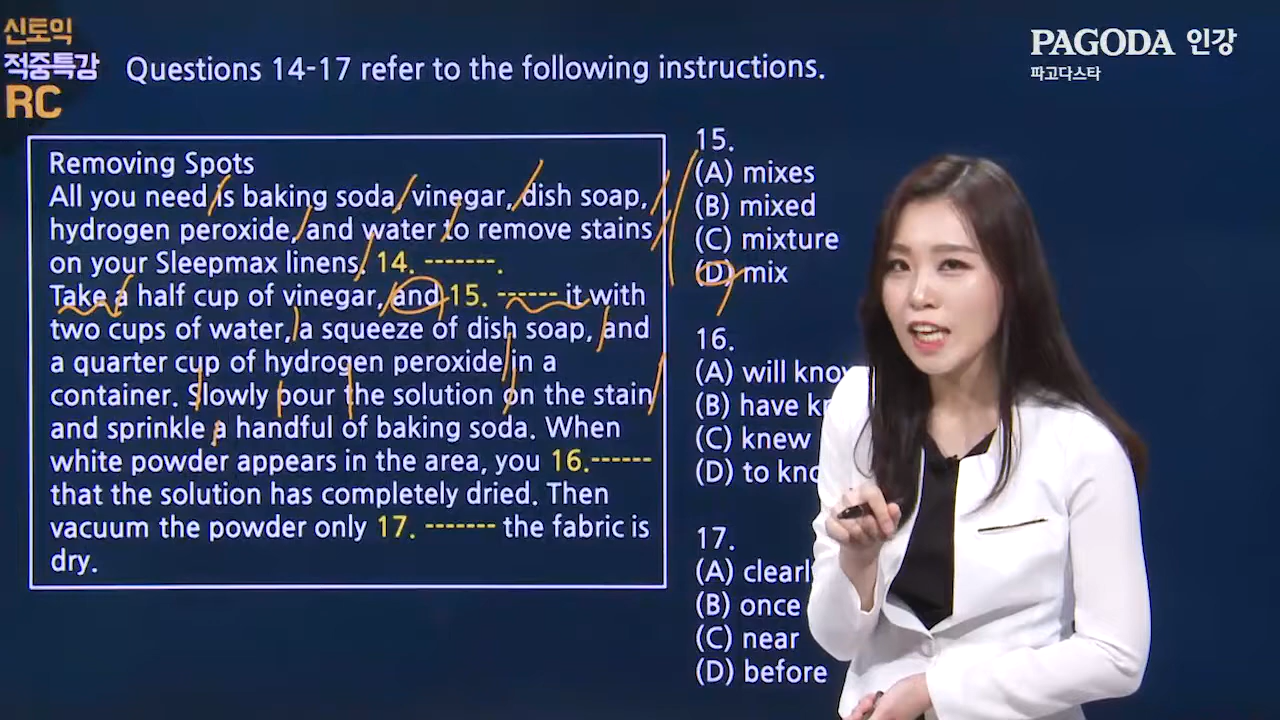 신토익
적중특강
RC
Questions 14-17 refer to the following instructions.
PAGODA 인강
파고다스타
Removing Spots
All you need is baking soda, vinegar, dish soap,
hydrogen peroxide, and water to remove stains
on your Sleepmax linens. 14. -------.
Take a half cup of vinegar, and 15. ------ it with
two cups of water, a squeeze of dish soap, and
a quarter cup of hydrogen peroxide in a
container. Slowly pour the solution on the stain
and sprinkle a handful of baking soda. When
white powder appears in the area, you 16.------
that the solution has completely dried. Then
vacuum the powder only 17. ------- the fabric is
dry.
15.
(A) mixes
(B) mixed
(C) mixture
(D) mix
16.
(A) will
(B) have
(C) knew
(D) to
17.
(A)
(B) once
(C) near
(D) before